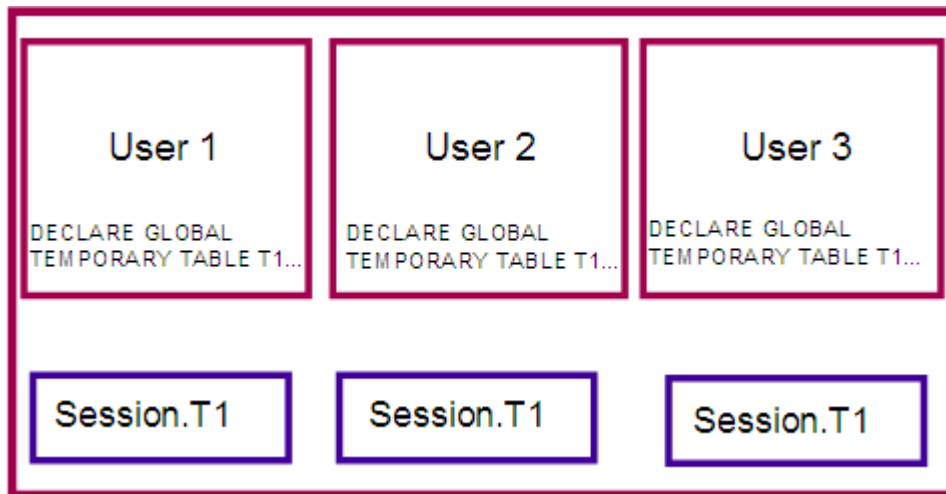 User 1
DECLARE GLOBAL
TEMPORARY TABLE T1...
User 2
DECLARE GLOBAL
TEMPORARY TABLE T1...
User 3
DECLARE GLOBAL
TEMPORARY TABLE T1...
Session.T1
Session.T1
Session.T1